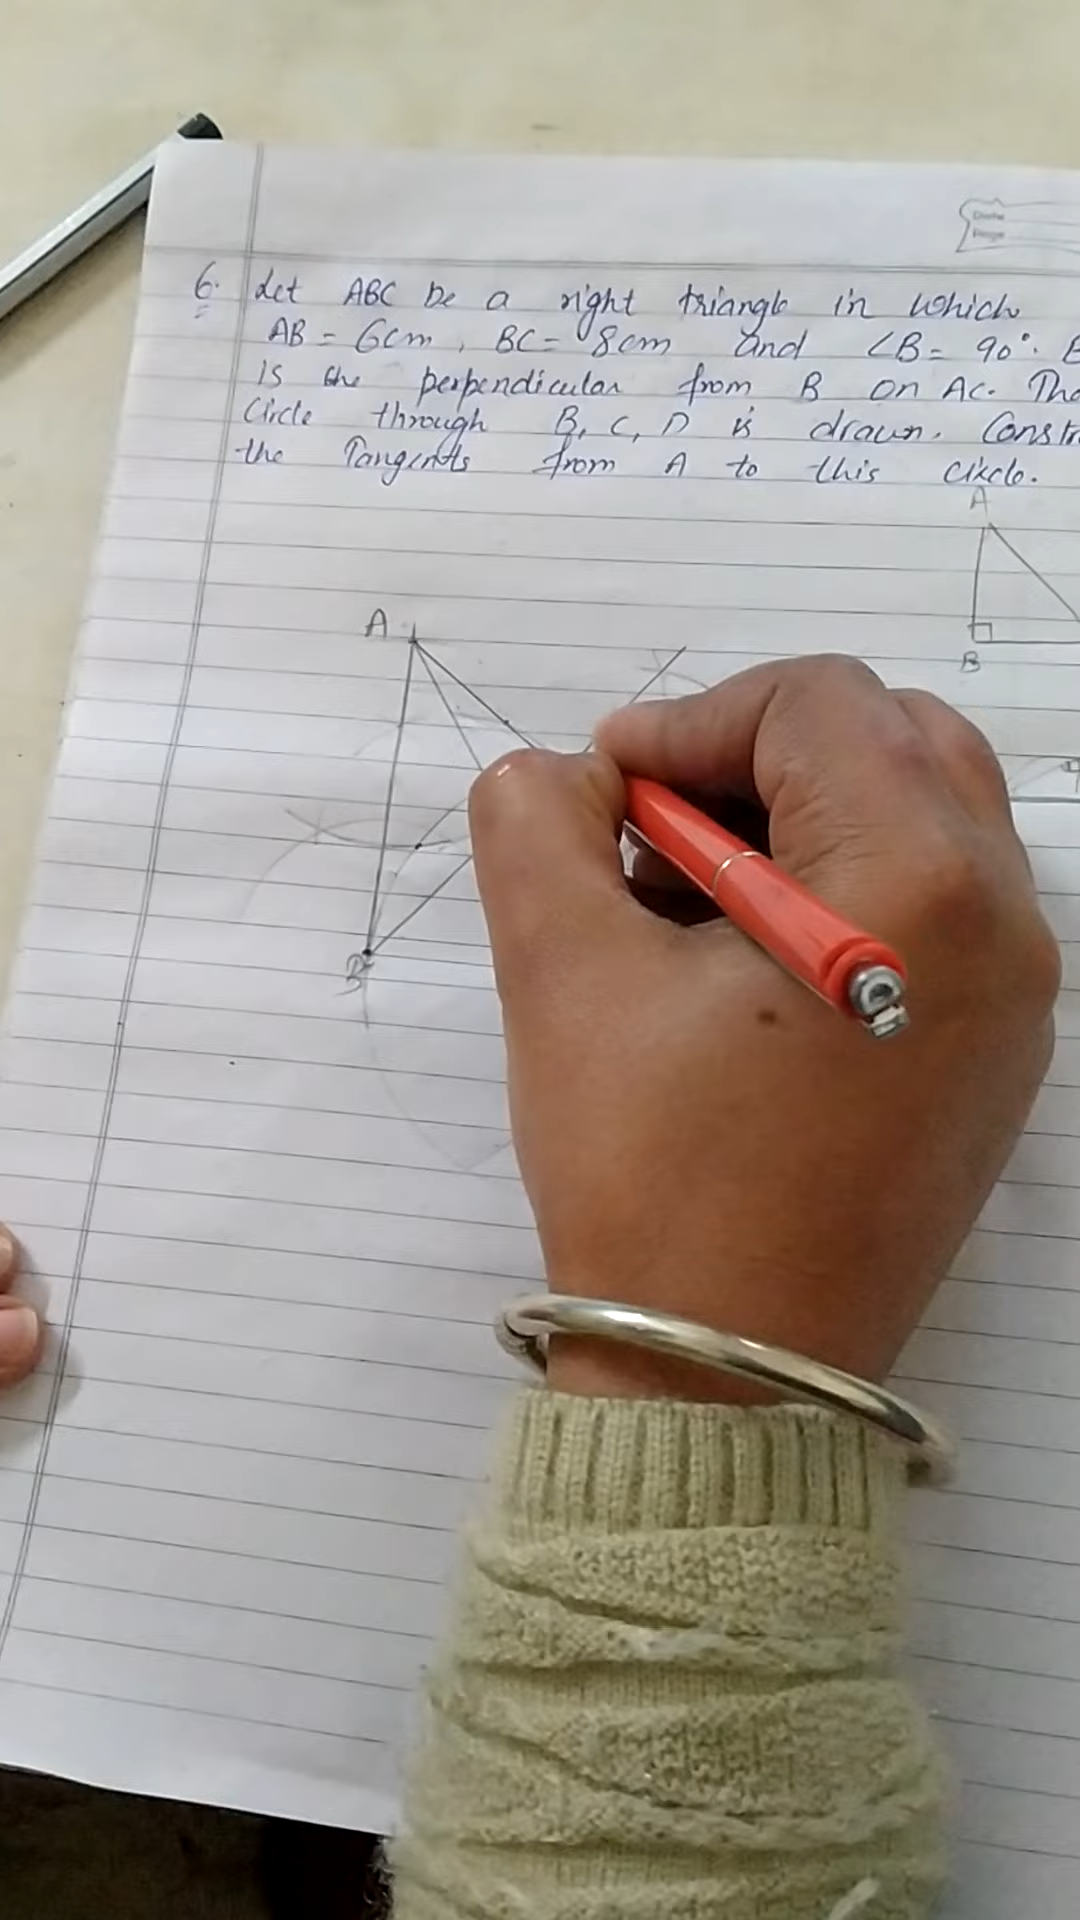 6. Let ABC be a right triangle in which
AB = 6cm, BC = 8cm and ∠B = 90°. B
is the perpendicular from B on AC. The
Circle through B, C, D is drawn. Constr
the Tangents from A to this circle.
A
B
A
B